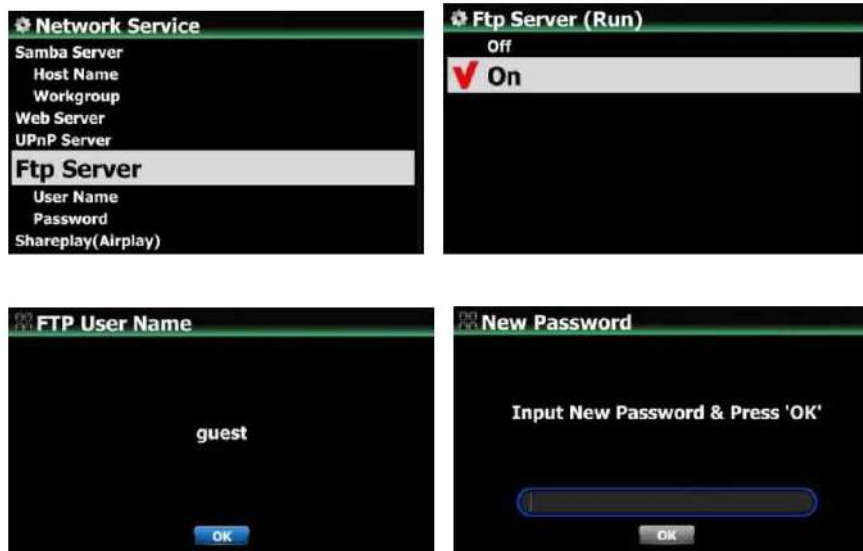 Network Service
Samba Server
Host Name
Workgroup
Web Server
UPnP Server
Ftp Server
User Name
Password
Shareplay(Airplay)
Ftp Server (Run)
Off
On
FTP User Name
guest
OK
New Password
Input New Password & Press 'OK'
OK